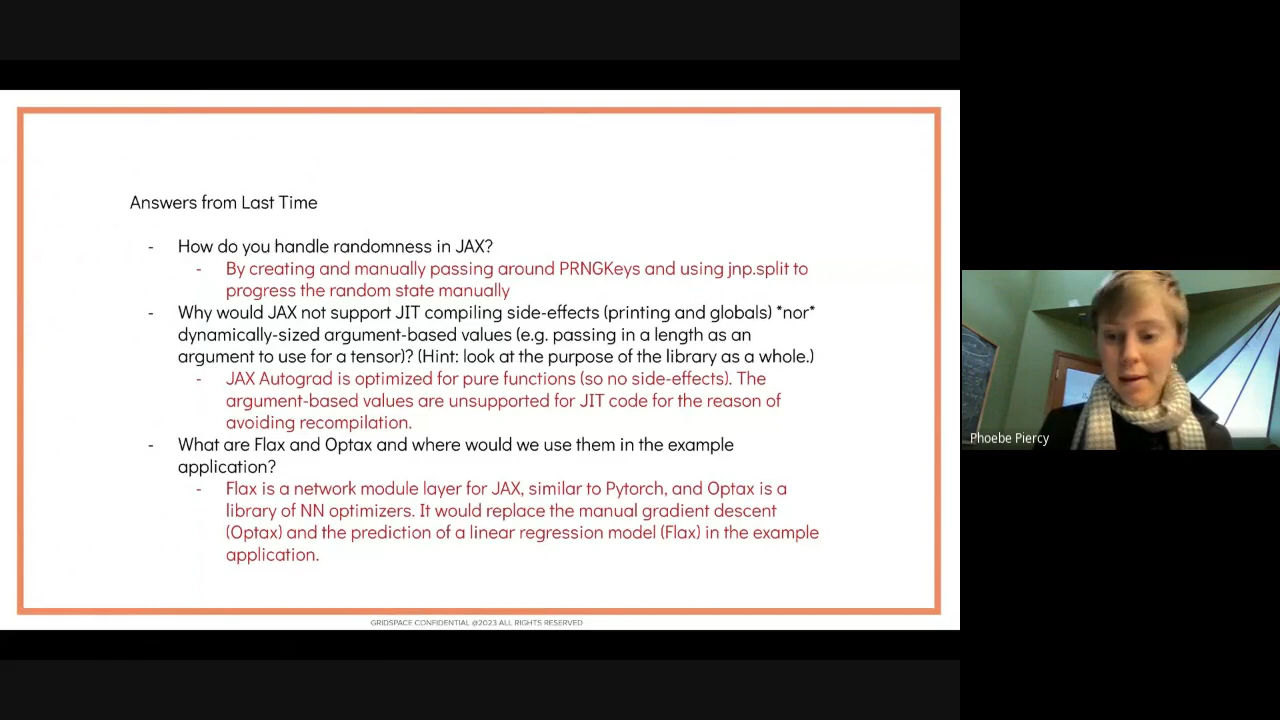 Answers from Last Time
- How do you handle randomness in JAX?
- By creating and manually passing around PRNGKeys and using jnp.split to
progress the random state manually
- Why would JAX not support JIT compiling side-effects (printing and globals) *nor*
dynamically-sized argument-based values (e.g. passing in a length as an
argument to use for a tensor)? (Hint: look at the purpose of the library as a whole.)
- JAX Autograd is optimized for pure functions (so no side-effects). The
argument-based values are unsupported for JIT code for the reason of
avoiding recompilation.
- What are Flax and Optax and where would we use them in the example
application?
- Flax is a network module layer for JAX, similar to Pytorch, and Optax is a
library of NN optimizers. It would replace the manual gradient descent
(Optax) and the prediction of a linear regression model (Flax) in the example
application.
GRIDSPACE CONFIDENTIAL @2023 ALL RIGHTS RESERVED
Phoebe Piercy